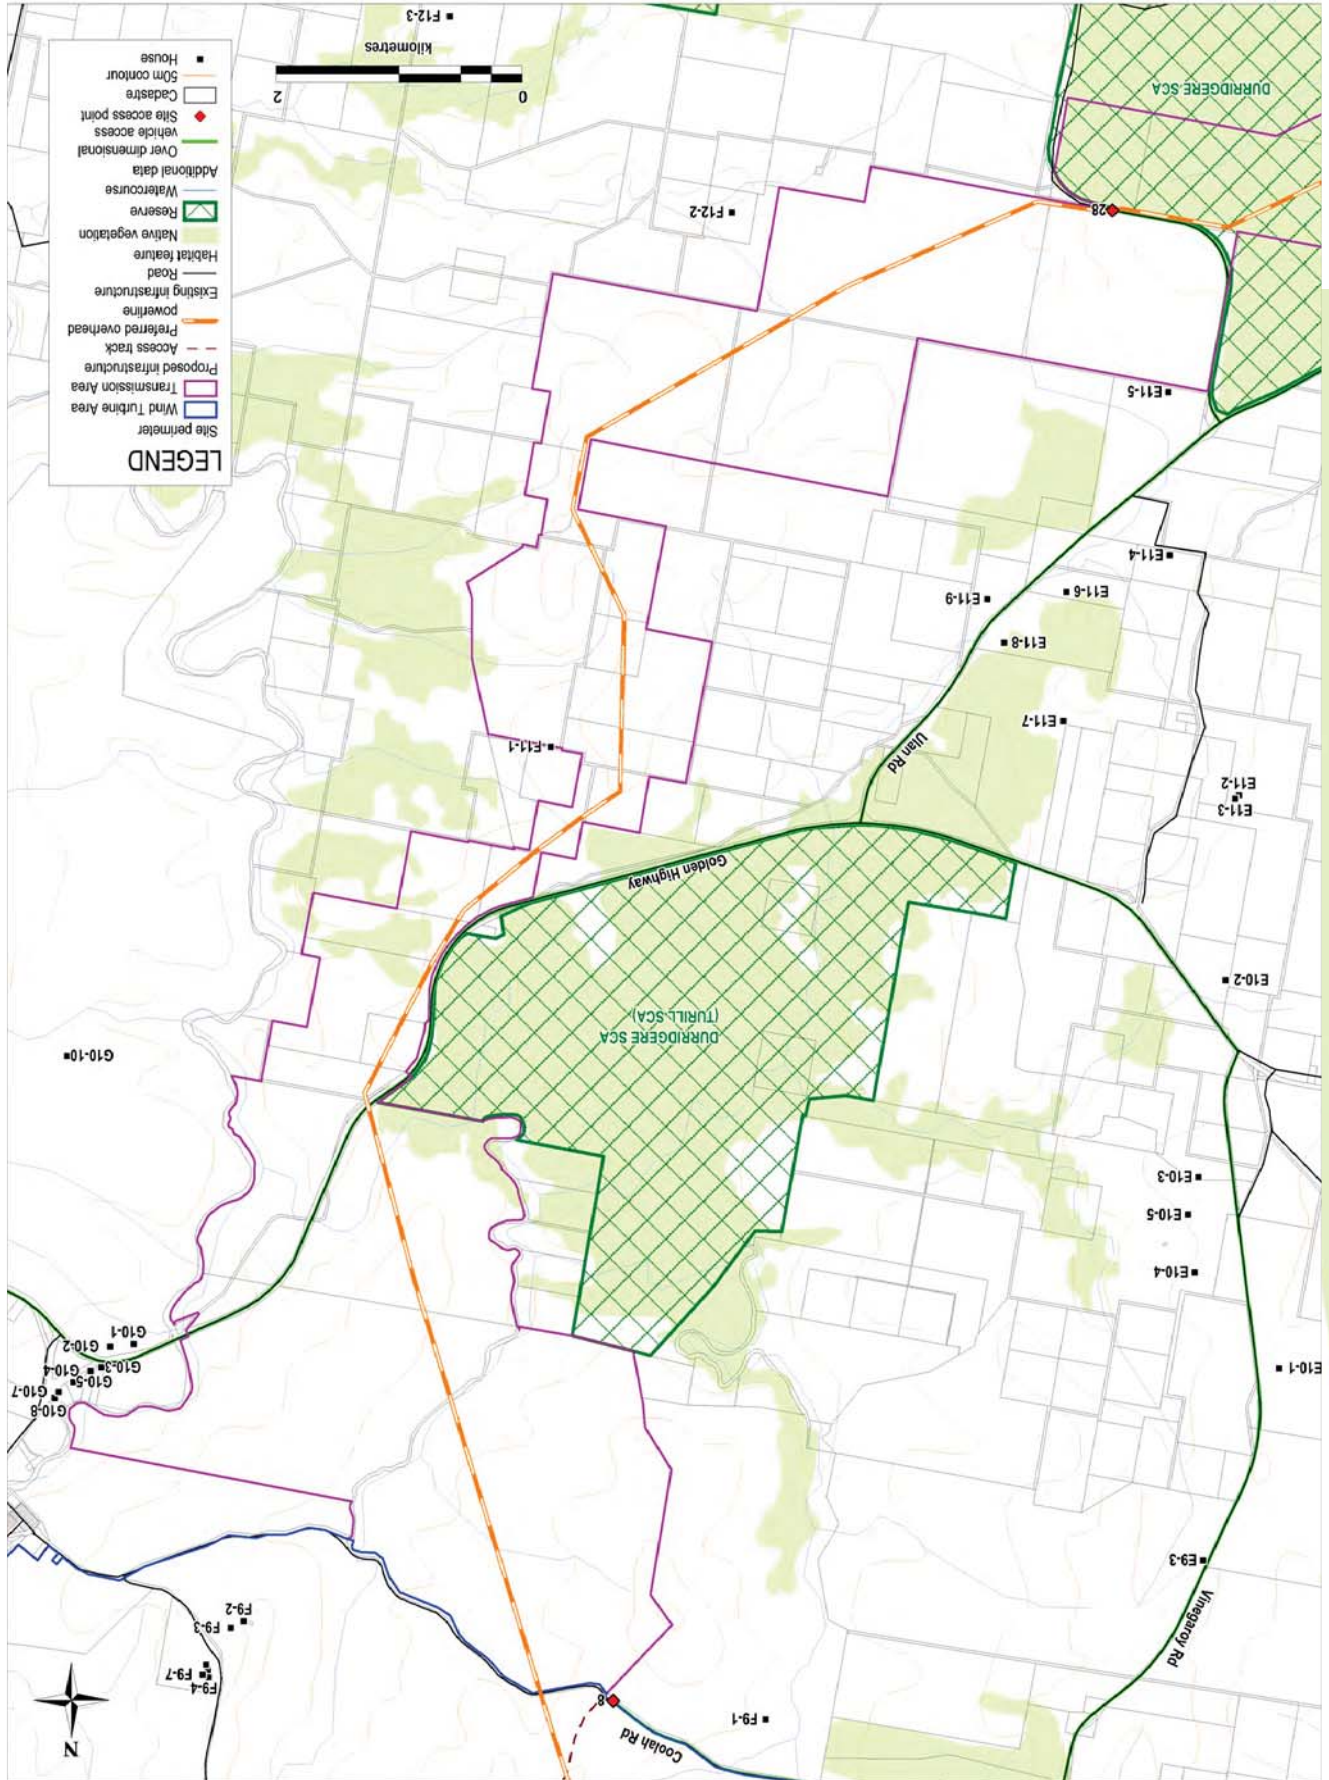 N
Coolah Rd
F9-1
8
F9-4
F9-7
F9-3
F9-2
Vinegaroy Rd
E9-3
G10-8
G10-7
G10-5
G10-4
G10-3
G10-2
G10-1
E10-1
E10-4
E10-5
E10-3
G10-10
DURRIDGERE SCA
(TURILL SCA)
E10-2
Golden Highway
E11-3
E11-2
Ulan Rd
F11-1
E11-7
E11-8
E11-6
E11-9
E11-4
E11-5
28
F12-2
DURRIDGERE SCA
LEGEND
Site perimeter
Wind Turbine Area
Transmission Area
Proposed infrastructure
Access track
Preferred overhead
powerline
Existing infrastructure
Road
Habitat feature
Native vegetation
Reserve
Watercourse
Additional data
Over dimensional
vehicle access
Site access point
Cadastre
50m contour
House
0
2
kilometres
F12-3